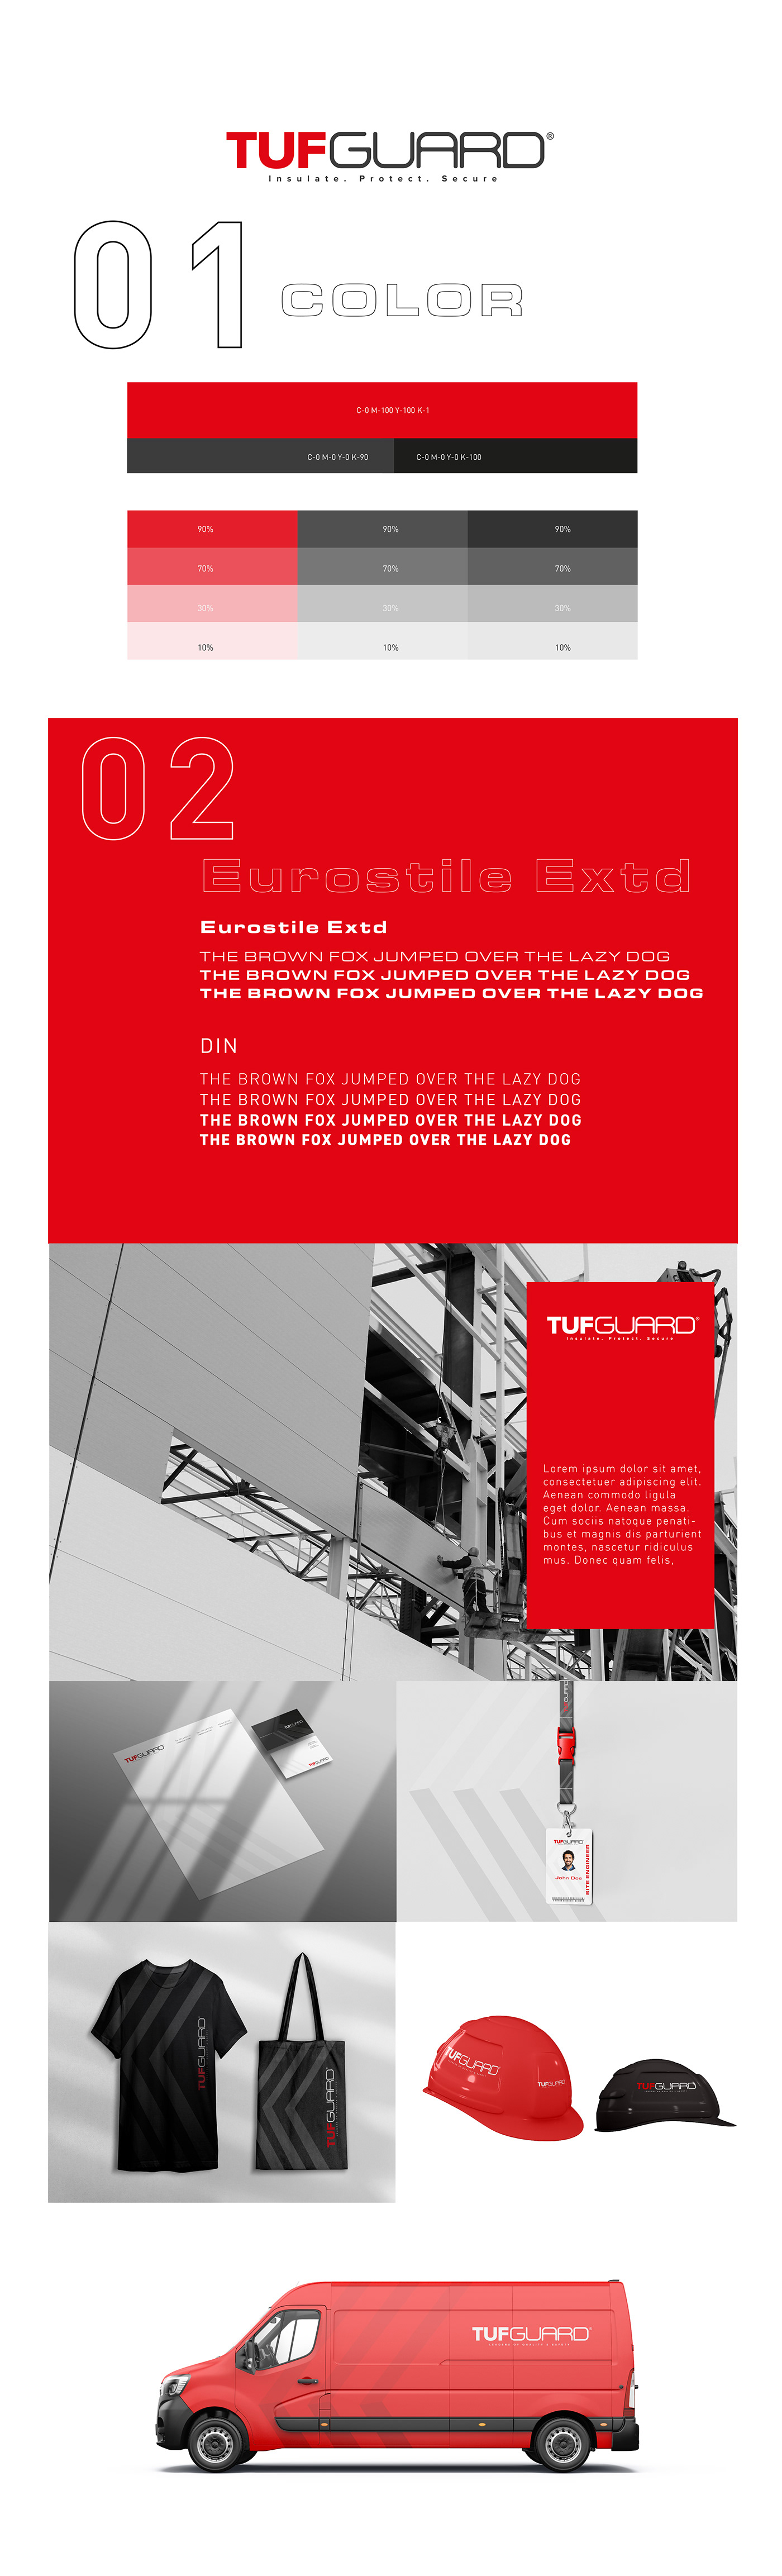 TUFGUARD®
Insulate. Protect. Secure
01
COLOR
C-0 M-100 Y-100 K-1
C-0 M-0 Y-0 K-90
C-0 M-0 Y-0 K-100
90% 90% 90%
70% 70% 70%
30% 30% 30%
10% 10% 10%
02
Eurostile Extd
Eurostile Extd
THE BROWN FOX JUMPED OVER THE LAZY DOG
THE BROWN FOX JUMPED OVER THE LAZY DOG
THE BROWN FOX JUMPED OVER THE LAZY DOG
DIN
THE BROWN FOX JUMPED OVER THE LAZY DOG
THE BROWN FOX JUMPED OVER THE LAZY DOG
THE BROWN FOX JUMPED OVER THE LAZY DOG
THE BROWN FOX JUMPED OVER THE LAZY DOG
TUFGUARD®
Insulate. Protect. Secure
Lorem ipsum dolor sit amet,
consectetuer adipiscing elit.
Aenean commodo ligula
eget dolor. Aenean massa.
Cum sociis natoque penati-
bus et magnis dis parturient
montes, nascetur ridiculus
mus. Donec quam felis,
TUFGUARD
TUFGUARD
TUFGUARD
GUARD
TUFGUARD
John Doe
SITE ENGINEER
TUFGUARD
TUFGUARD
TUFGUARD
TUFGUARD
TUFGUARD
TUFGUARD®
LEADERS OF QUALITY & SAFETY